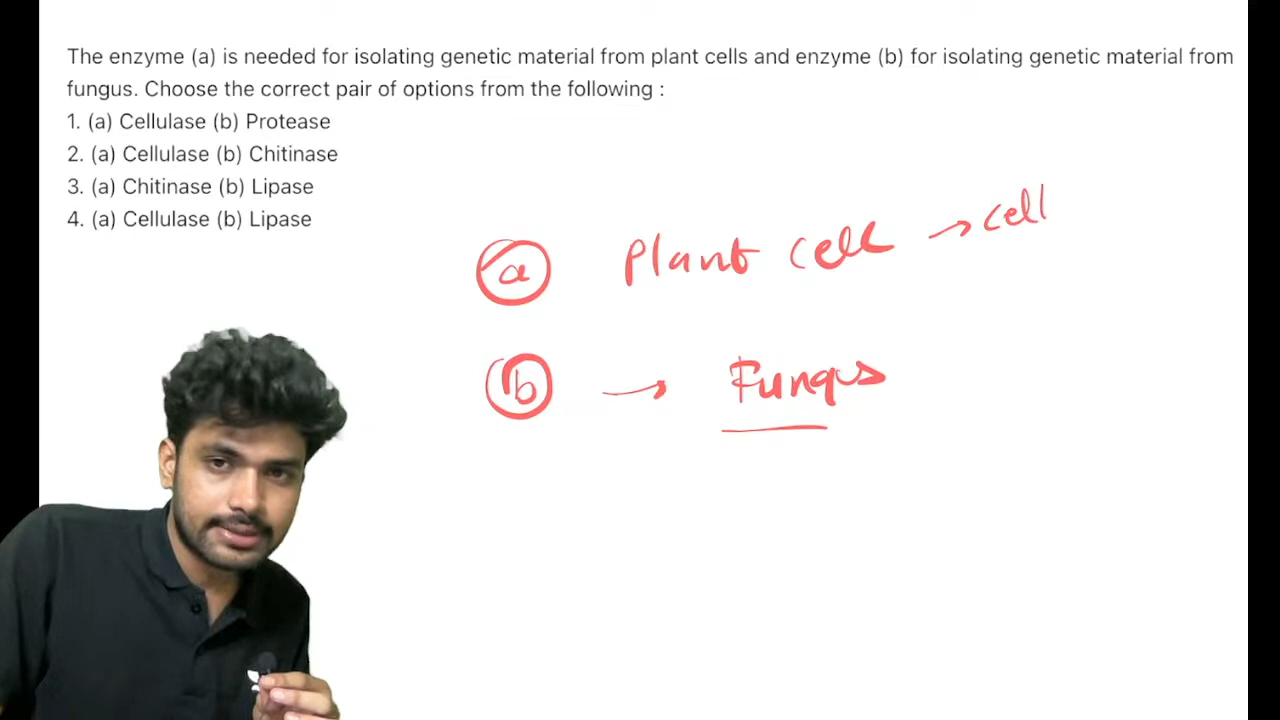 The enzyme (a) is needed for isolating genetic material from plant cells and enzyme (b) for isolating genetic material from
fungus. Choose the correct pair of options from the following :
1. (a) Cellulase (b) Protease
2. (a) Cellulase (b) Chitinase
3. (a) Chitinase (b) Lipase
4. (a) Cellulase (b) Lipase
a Plant cell → cell
b → Fungus